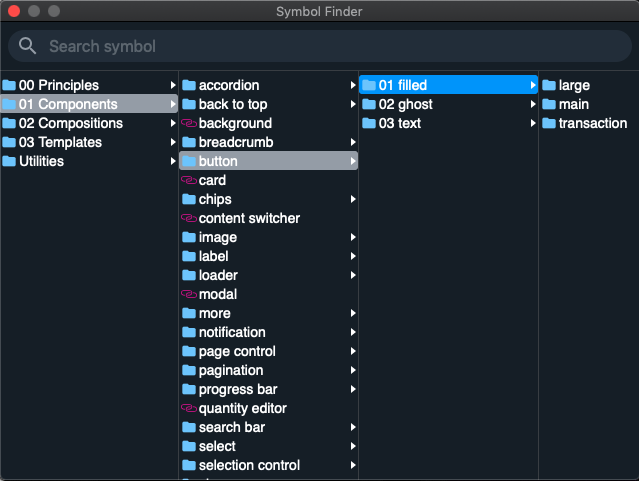 Symbol Finder
Search symbol
00 Principles
01 Components
02 Compositions
03 Templates
Utilities
accordion
back to top
background
breadcrumb
button
card
chips
content switcher
image
label
loader
modal
more
notification
page control
pagination
progress bar
quantity editor
search bar
select
selection control
01 filled
02 ghost
03 text
large
main
transaction